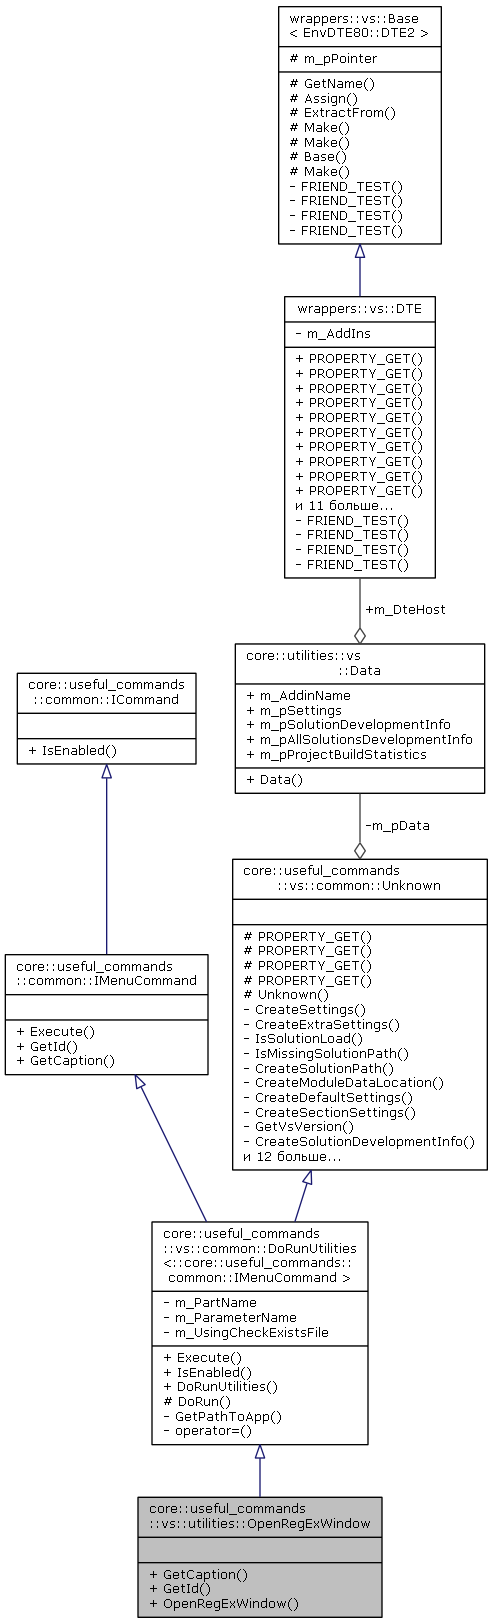 wrappers::vs::Base
< EnvDTE80::DTE2 >
# m_pPointer
# GetName()
# Assign()
# ExtractFrom()
# Make()
# Make()
# Base()
# Make()
- FRIEND_TEST()
- FRIEND_TEST()
- FRIEND_TEST()
- FRIEND_TEST()
wrappers::vs::DTE
- m_AddIns
+ PROPERTY_GET()
+ PROPERTY_GET()
+ PROPERTY_GET()
+ PROPERTY_GET()
+ PROPERTY_GET()
+ PROPERTY_GET()
+ PROPERTY_GET()
+ PROPERTY_GET()
+ PROPERTY_GET()
+ PROPERTY_GET()
и 11 больше...
- FRIEND_TEST()
- FRIEND_TEST()
- FRIEND_TEST()
- FRIEND_TEST()
+m_DteHost
core::utilities::vs
::Data
+ m_AddinName
+ m_pSettings
+ m_pSolutionDevelopmentInfo
+ m_pAllSolutionsDevelopmentInfo
+ m_pProjectBuildStatistics
+ Data()
core::useful_commands
::common::ICommand
+ IsEnabled()
-m_pData
core::useful_commands
::vs::common::Unknown
# PROPERTY_GET()
# PROPERTY_GET()
# PROPERTY_GET()
# PROPERTY_GET()
# Unknown()
- CreateSettings()
- CreateExtraSettings()
- IsSolutionLoad()
- IsMissingSolutionPath()
- CreateSolutionPath()
- CreateModuleDataLocation()
- CreateDefaultSettings()
- CreateSectionSettings()
- GetVsVersion()
- CreateSolutionDevelopmentInfo()
и 12 больше...
core::useful_commands
::common::IMenuCommand
+ Execute()
+ GetId()
+ GetCaption()
core::useful_commands
::vs::common::DoRunUtilities
<::core::useful_commands::
common::IMenuCommand >
- m_PartName
- m_ParameterName
- m_UsingCheckExistsFile
+ Execute()
+ IsEnabled()
+ DoRunUtilities()
# DoRun()
- GetPathToApp()
- operator=()
core::useful_commands
::vs::utilities::OpenRegExWindow
+ GetCaption()
+ GetId()
+ OpenRegExWindow()